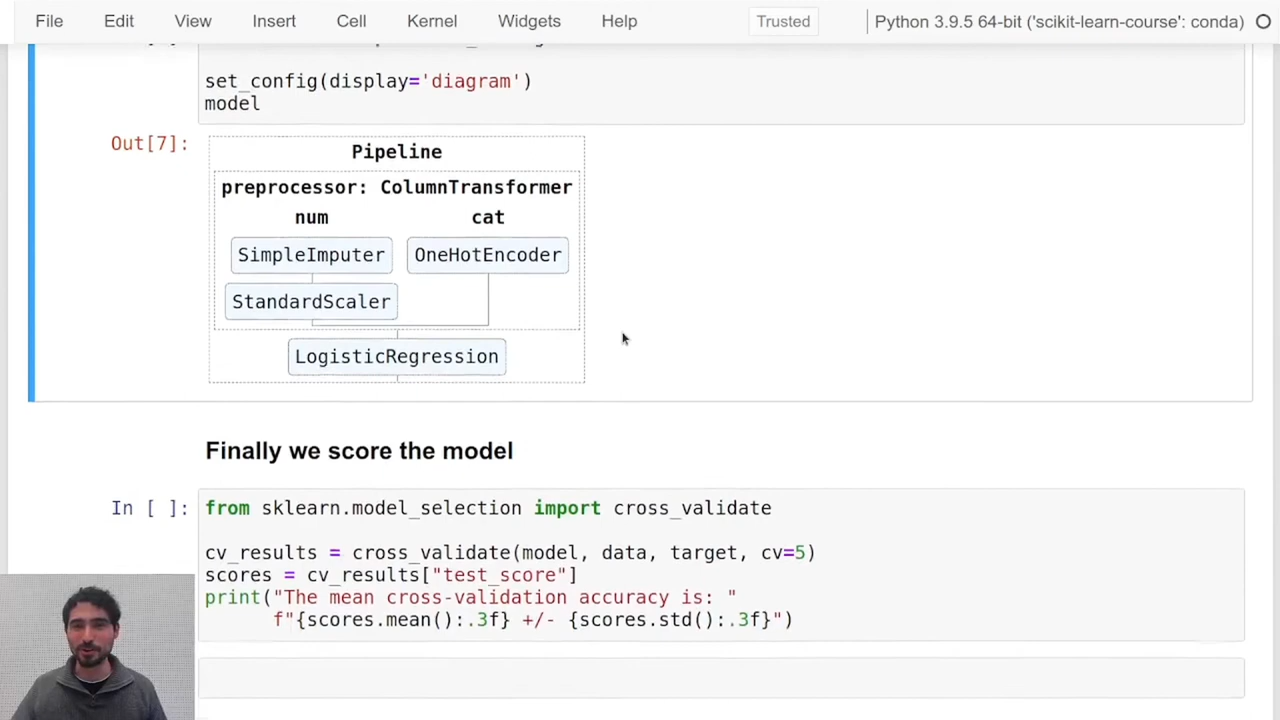 File Edit View Insert Cell Kernel Widgets Help Trusted Python 3.9.5 64-bit ('scikit-learn-course': conda)
set_config(display='diagram')
model
Out[7]:
Pipeline
preprocessor: ColumnTransformer
num cat
SimpleImputer OneHotEncoder
StandardScaler
LogisticRegression
Finally we score the model
In [ ]: from sklearn.model_selection import cross_validate
cv_results = cross_validate(model, data, target, cv=5)
scores = cv_results["test_score"]
print("The mean cross-validation accuracy is: "
f"{scores.mean():.3f} +/- {scores.std():.3f}")